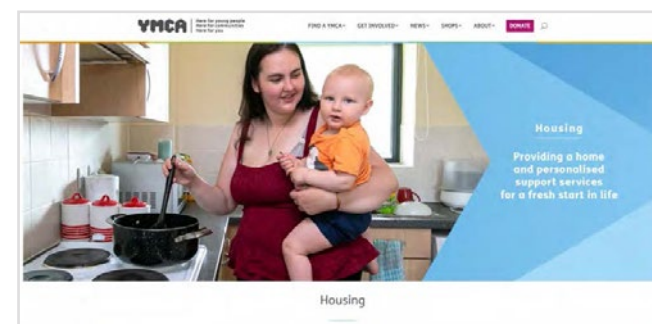 YMCA
Here for young people
Here for communities
Here for you
FIND A YMCA
GET INVOLVED
NEWS
SHOPS
ABOUT
DONATE
Housing
Providing a home
and personalised
support services
for a fresh start in life
Housing